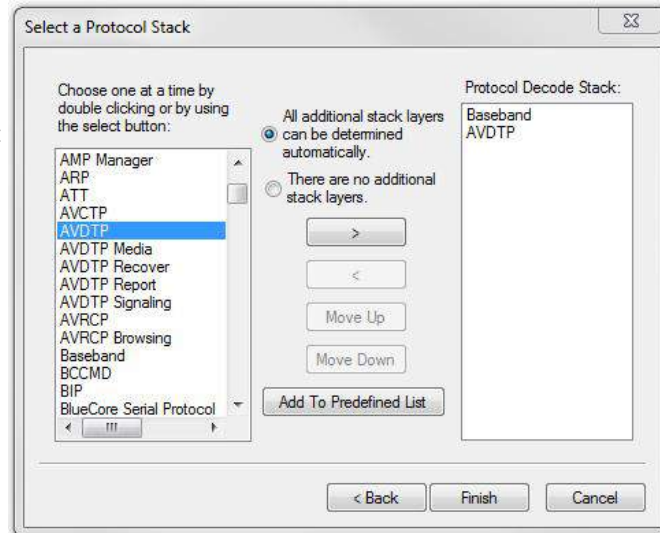 Select a Protocol Stack
Choose one at a time by
double clicking or by using
the select button:
AMP Manager
ARP
ATT
AVCTP
AVDTP
AVDTP Media
AVDTP Recover
AVDTP Report
AVDTP Signaling
AVRCP
AVRCP Browsing
Baseband
BCCMD
BIP
BlueCore Serial Protocol
All additional stack layers
can be determined
automatically.
There are no additional
stack layers.
>
<
Move Up
Move Down
Add To Predefined List
Protocol Decode Stack:
Baseband
AVDTP
< Back
Finish
Cancel